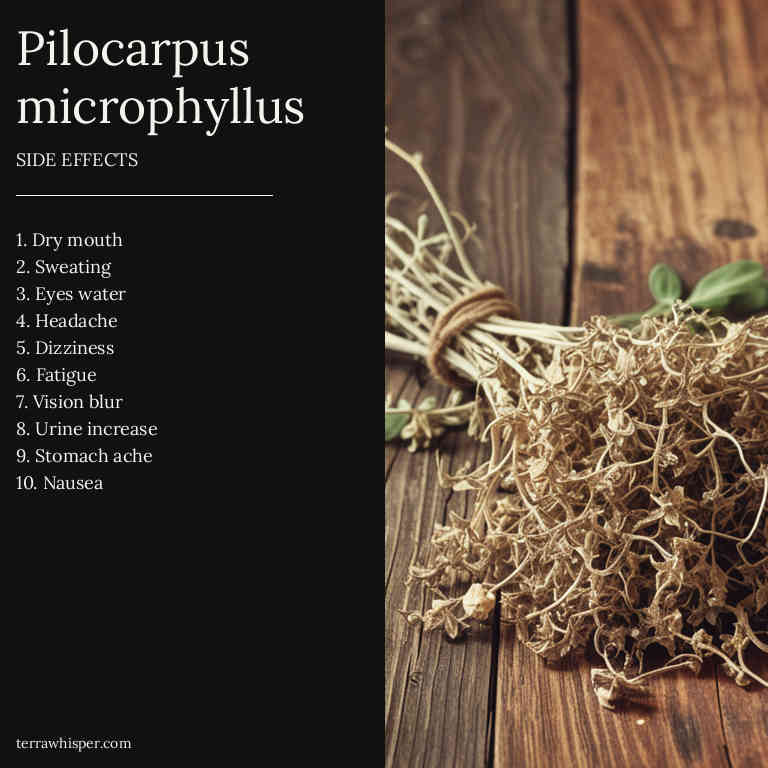 Pilocarpus
microphyllus
SIDE EFFECTS
1. Dry mouth
2. Sweating
3. Eyes water
4. Headache
5. Dizziness
6. Fatigue
7. Vision blur
8. Urine increase
9. Stomach ache
10. Nausea
terrawhisper.com